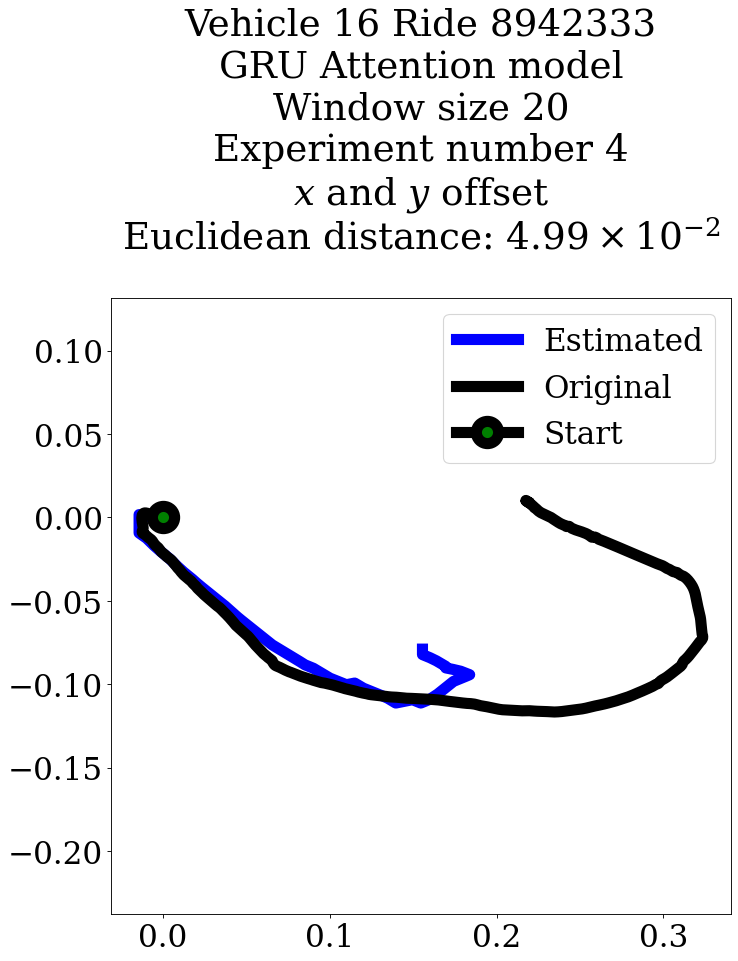 Vehicle 16 Ride 8942333
GRU Attention model
Window size 20
Experiment number 4
x and y offset
Euclidean distance: 4.99 × 10⁻²
Estimated
Original
Start
0.10
0.05
0.00
−0.05
−0.10
−0.15
−0.20
0.0 0.1 0.2 0.3